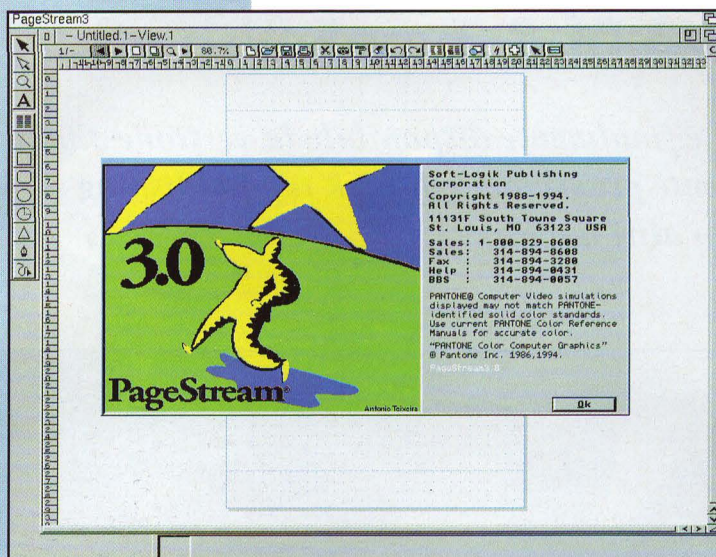 PageStream3
- Untitled.1-View.1
1/- 80.7%
3.0
PageStream
Antonio Teixeira
Soft-Logik Publishing
Corporation
Copyright 1988-1994.
All Rights Reserved.
11131F South Towne Square
St. Louis, MO 63123 USA
Sales: 1-800-829-8608
Sales: 314-894-8608
Fax : 314-894-3280
Help : 314-894-0431
BBS : 314-894-0057
PANTONE® Computer Video simulations
displayed may not match PANTONE-
identified solid color standards.
Use current PANTONE Color Reference
Manuals for accurate color.
"PANTONE Color Computer Graphics"
© Pantone Inc. 1986,1994.
PageStream3.0
Ok